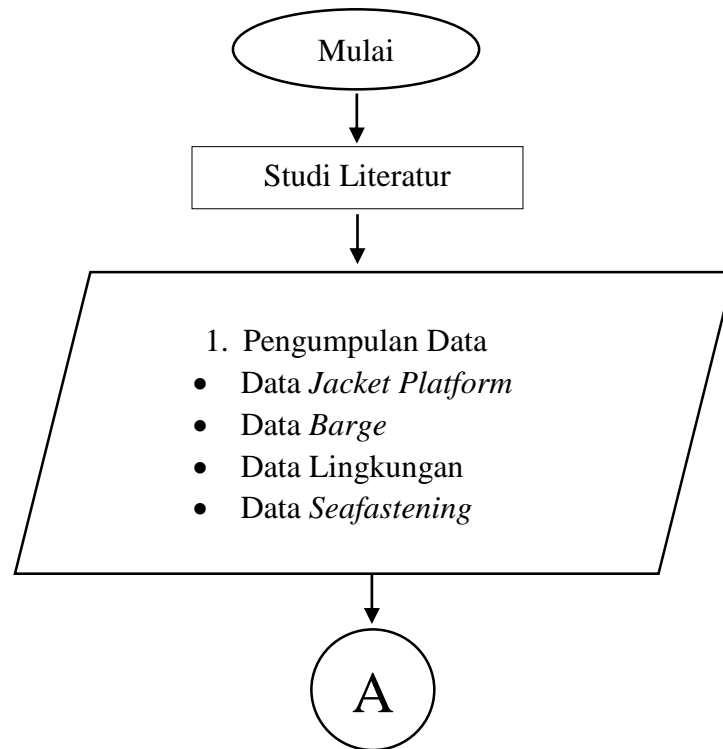 Mulai
Studi Literatur
1. Pengumpulan Data
• Data Jacket Platform
• Data Barge
• Data Lingkungan
• Data Seafastening
A